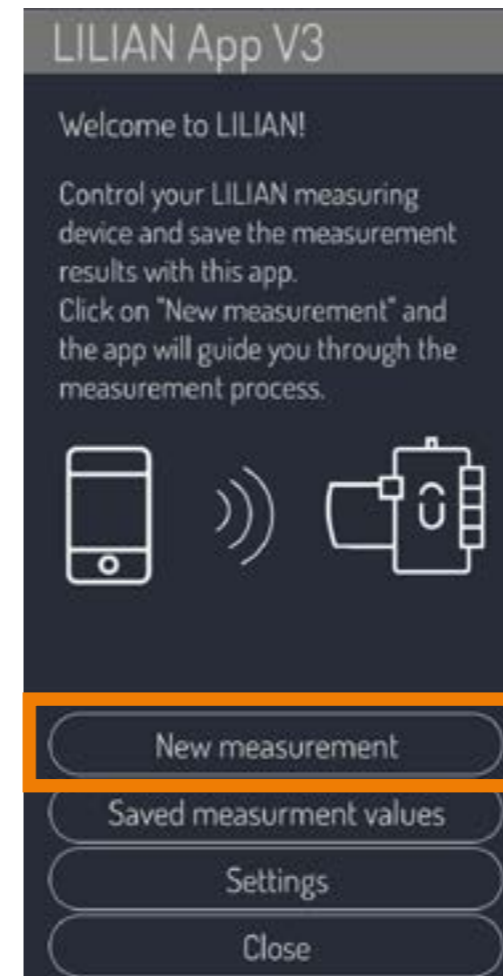 LILIAN App V3
Welcome to LILIAN!
Control your LILIAN measuring
device and save the measurement
results with this app.
Click on "New measurement" and
the app will guide you through the
measurement process.
New measurement
Saved measurment values
Settings
Close